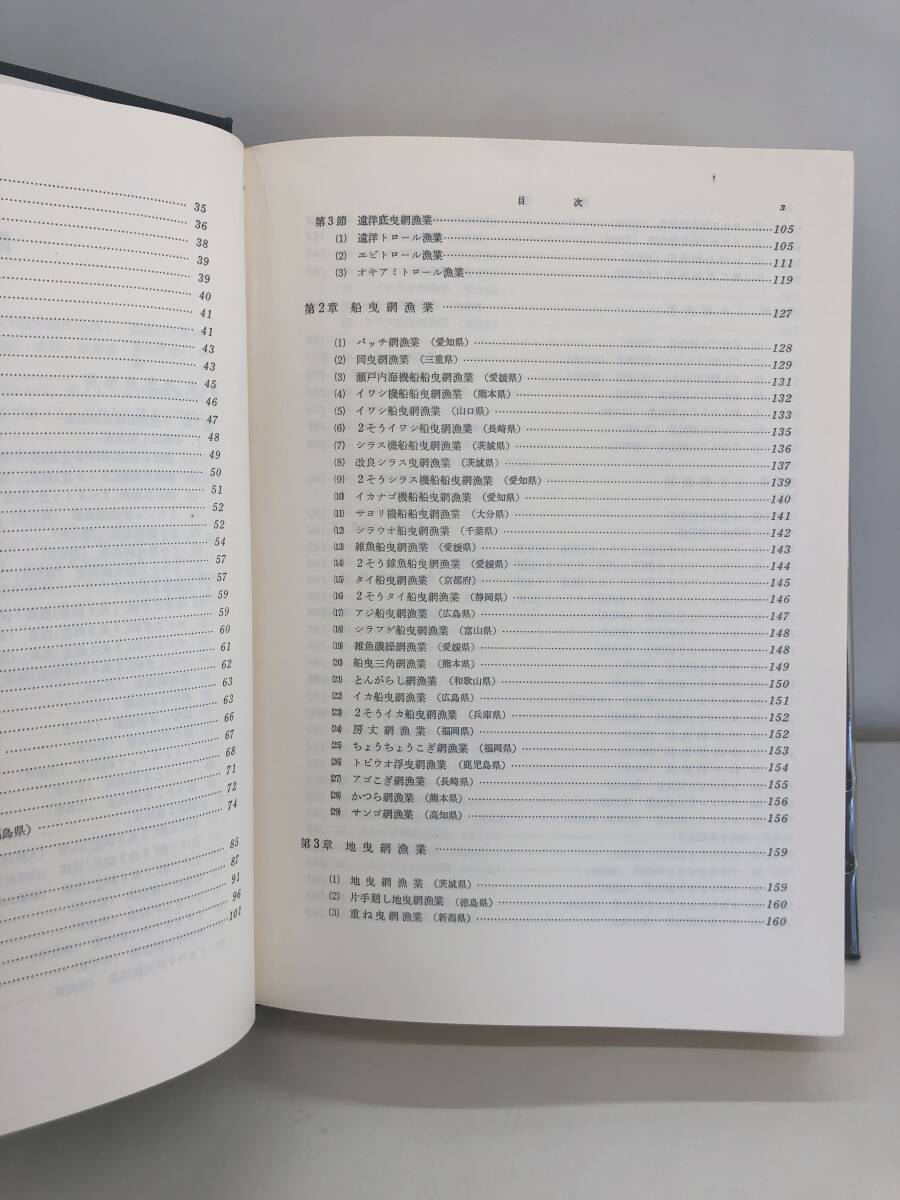 35
36
38
39
39
40
41
41
43
43
45
46
47
48
49
50
51
52
52
54
57
57
59
59
60
61
62
63
63
66
67
68
71
72
74
島県)
85
87
91
96
101
目 次 3
第3節 遠洋底曳網漁業 105
(1) 遠洋トロール漁業 105
(2) エビトロール漁業 111
(3) オキアミトロール漁業 119
第2章 船曳網漁業 127
(1) パッチ網漁業 (愛知県) 128
(2) 岡曳網漁業 (三重県) 129
(3) 瀬戸内海機船船曳網漁業 (愛媛県) 131
(4) イワシ機船船曳網漁業 (熊本県) 132
(5) イワシ船曳網漁業 (山口県) 133
(6) 2そうイワシ船曳網漁業 (長崎県) 135
(7) シラス機船船曳網漁業 (茨城県) 136
(8) 改良シラス曳網漁業 (茨城県) 137
(9) 2そうシラス機船船曳網漁業 (愛知県) 139
(10) イカナゴ機船船曳網漁業 (愛知県) 140
(11) サヨリ機船船曳網漁業 (大分県) 141
(12) シラウオ船曳網漁業 (千葉県) 142
(13) 雑魚船曳網漁業 (愛媛県) 143
(14) 2そう雑魚船曳網漁業 (愛媛県) 144
(15) タイ船曳網漁業 (京都府) 145
(16) 2そうタイ船曳網漁業 (静岡県) 146
(17) アジ船曳網漁業 (広島県) 147
(18) シラフゲ船曳網漁業 (富山県) 148
(19) 雑魚磯繰網漁業 (愛媛県) 148
(20) 船曳三角網漁業 (熊本県) 149
(21) とんがらし網漁業 (和歌山県) 150
(22) イカ船曳網漁業 (広島県) 151
(23) 2そうイカ船曳網漁業 (兵庫県) 152
(24) 房丈網漁業 (福岡県) 152
(25) ちょうちょうこぎ網漁業 (福岡県) 153
(26) トビウオ浮曳網漁業 (鹿児島県) 154
(27) アゴこぎ網漁業 (長崎県) 155
(28) かつら網漁業 (熊本県) 156
(29) サンゴ網漁業 (高知県) 156
第3章 地曳網漁業 159
(1) 地曳網漁業 (茨城県) 159
(2) 片手廻し地曳網漁業 (徳島県) 160
(3) 重ね曳網漁業 (新潟県) 160